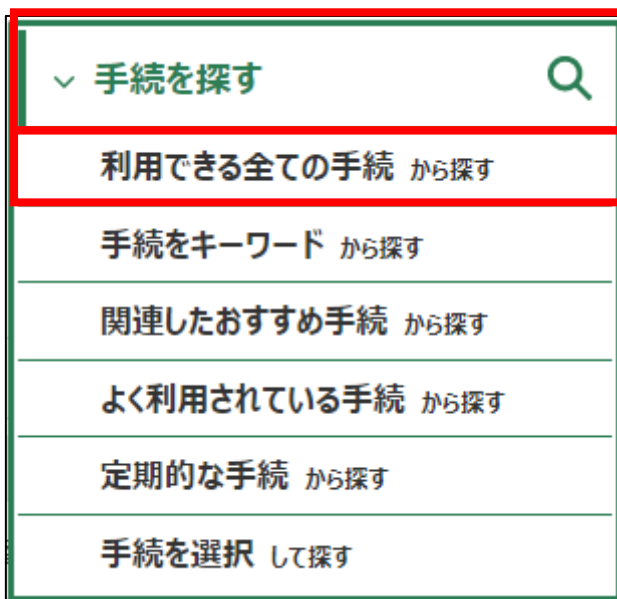 手続を探す
利用できる全ての手続 から探す
手続をキーワード から探す
関連したおすすめ手続 から探す
よく利用されている手続 から探す
定期的な手続 から探す
手続を選択 して探す